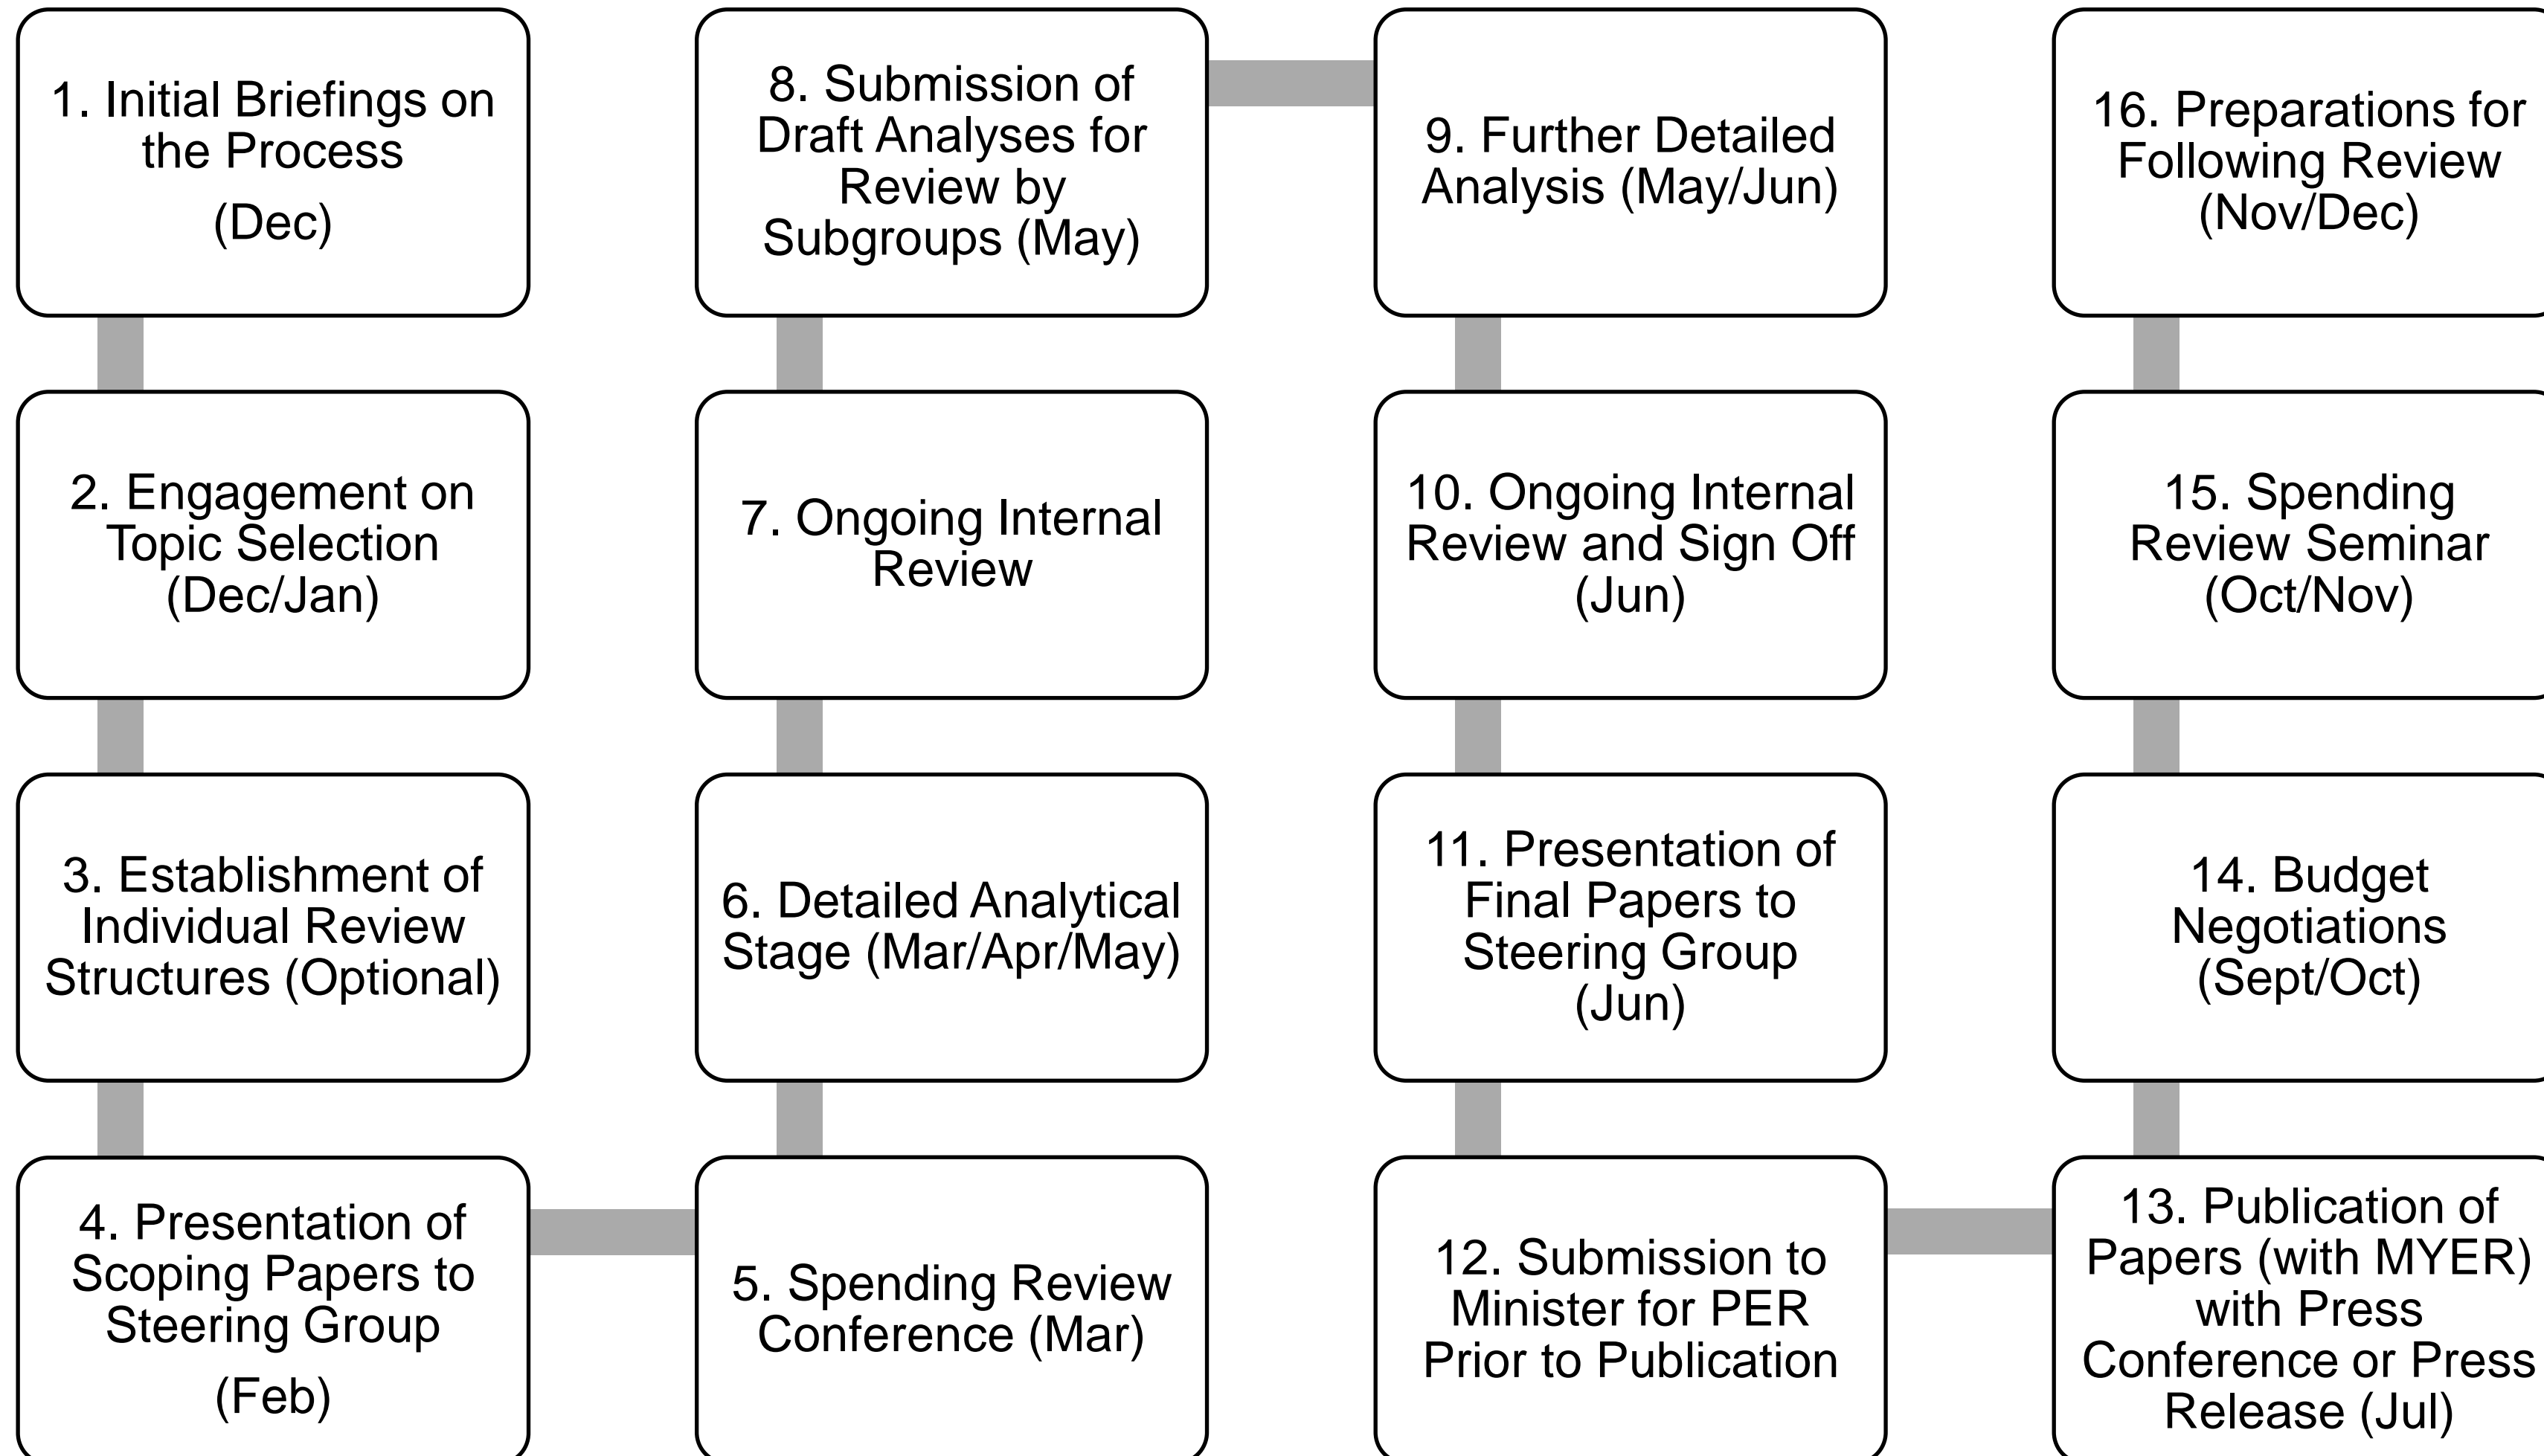 1. Initial Briefings on
the Process
(Dec)
2. Engagement on
Topic Selection
(Dec/Jan)
3. Establishment of
Individual Review
Structures (Optional)
4. Presentation of
Scoping Papers to
Steering Group
(Feb)
5. Spending Review
Conference (Mar)
6. Detailed Analytical
Stage (Mar/Apr/May)
7. Ongoing Internal
Review
8. Submission of
Draft Analyses for
Review by
Subgroups (May)
9. Further Detailed
Analysis (May/Jun)
10. Ongoing Internal
Review and Sign Off
(Jun)
11. Presentation of
Final Papers to
Steering Group
(Jun)
12. Submission to
Minister for PER
Prior to Publication
13. Publication of
Papers (with MYER)
with Press
Conference or Press
Release (Jul)
14. Budget
Negotiations
(Sept/Oct)
15. Spending
Review Seminar
(Oct/Nov)
16. Preparations for
Following Review
(Nov/Dec)